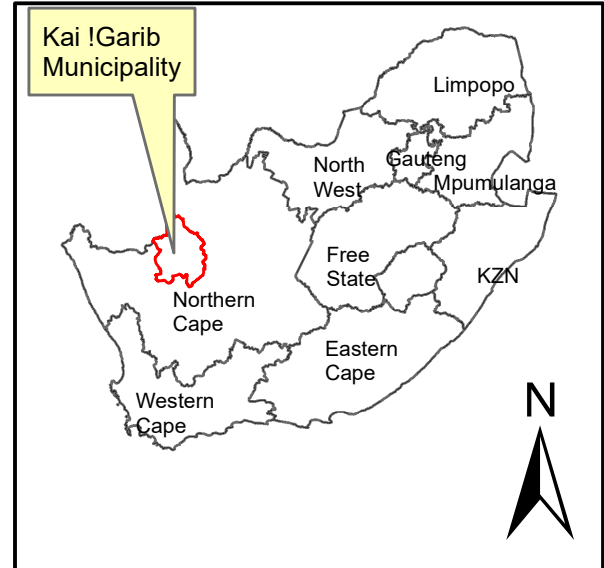 Kai !Garib
Municipality
Limpopo
North
West
Gauteng
Mpumulanga
Free
State
KZN
Northern
Cape
Eastern
Cape
Western
Cape
N